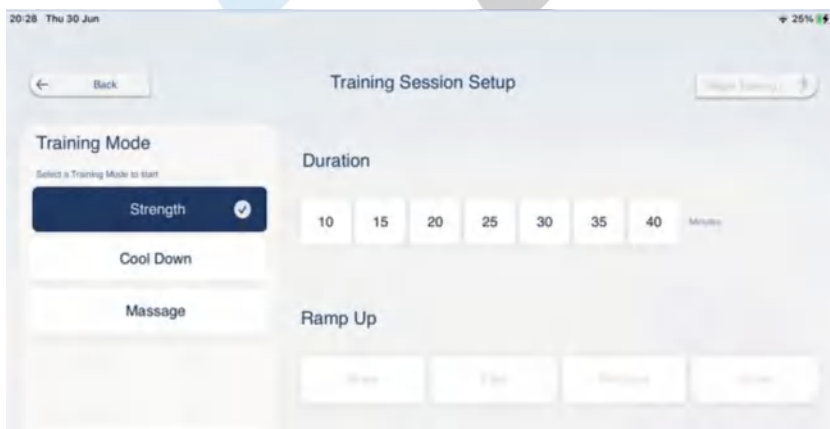 20:28 Thu 30 Jun
25%
Back
Training Session Setup
Training Mode
Select a Training Mode to start
Strength
Cool Down
Massage
Duration
10 15 20 25 30 35 40 Minutes
Ramp Up